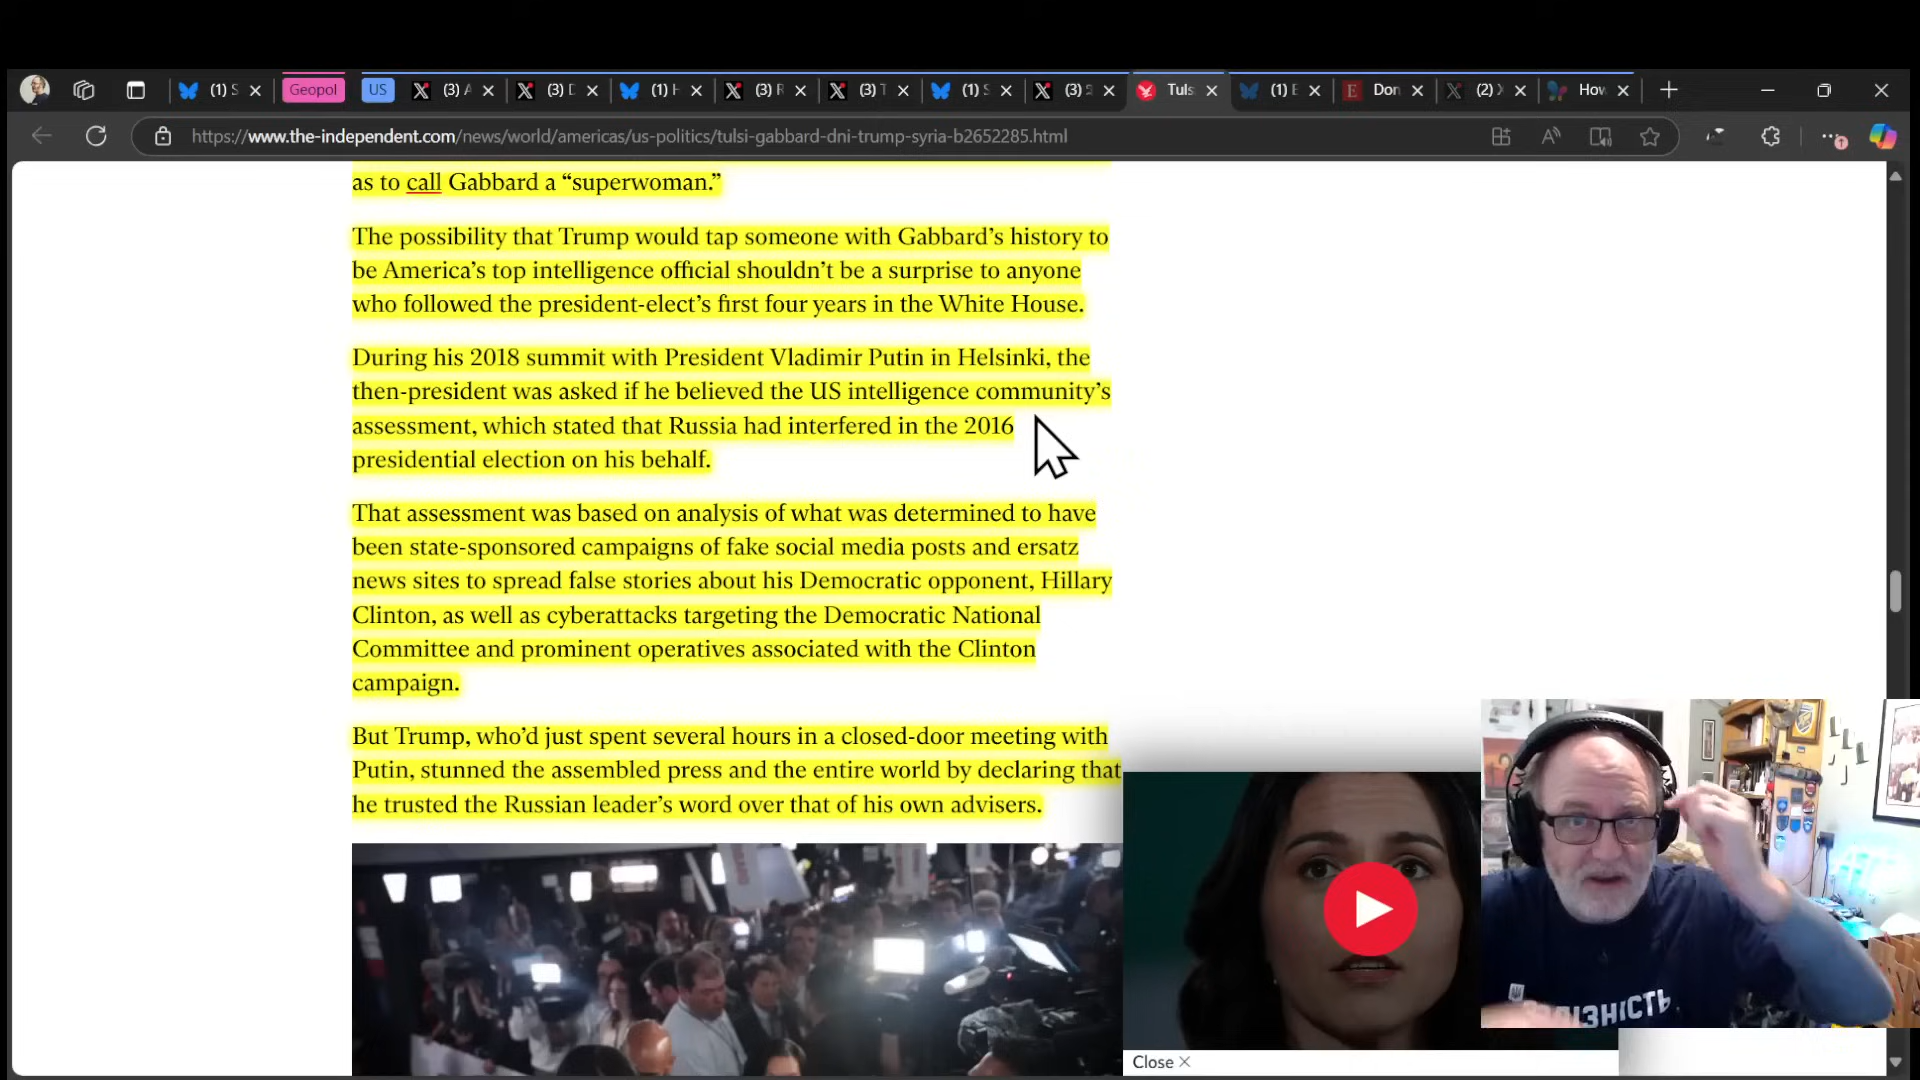 (1) S
Geopol
US
(3) A
(3) D
(1) H
(3) R
(3) T
(1) S
(3) 2
Tuls
(1) E
Don
(2) X
How
https://www.the-independent.com/news/world/americas/us-politics/tulsi-gabbard-dni-trump-syria-b2652285.html
as to call Gabbard a “superwoman.”
The possibility that Trump would tap someone with Gabbard’s history to
be America’s top intelligence official shouldn’t be a surprise to anyone
who followed the president-elect’s first four years in the White House.
During his 2018 summit with President Vladimir Putin in Helsinki, the
then-president was asked if he believed the US intelligence community’s
assessment, which stated that Russia had interfered in the 2016
presidential election on his behalf.
That assessment was based on analysis of what was determined to have
been state-sponsored campaigns of fake social media posts and ersatz
news sites to spread false stories about his Democratic opponent, Hillary
Clinton, as well as cyberattacks targeting the Democratic National
Committee and prominent operatives associated with the Clinton
campaign.
But Trump, who’d just spent several hours in a closed-door meeting with
Putin, stunned the assembled press and the entire world by declaring that
he trusted the Russian leader’s word over that of his own advisers.
Close